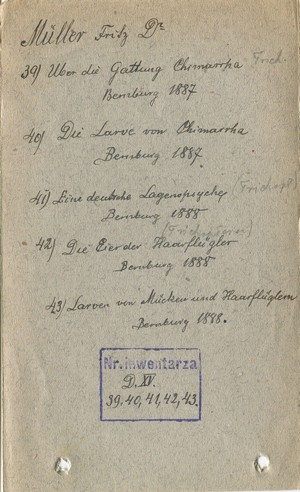 Müller Fritz Dr
39) Über die Gattung Chimarrha Trich.
Bernburg 1887
40) Die Larve von Chimarrha
Bernburg 1887
41) Eine deutsche Lagenopsyche
Bernburg 1888
42) Die Eier der Haarflügler
Bernburg 1888
43) Larven von Mücken und Haarflüglern
Bernburg 1888.
Nr. inwentarza
D. XV.
39. 40, 41, 42, 43.